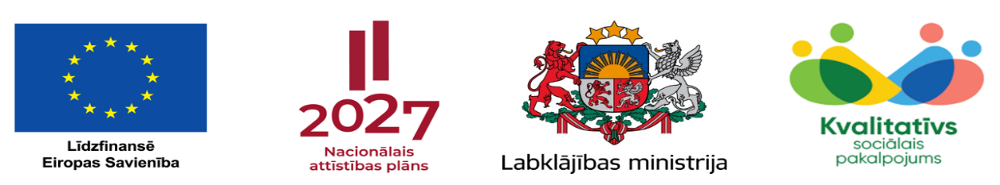 Līdzfinansē
Eiropas Savienība
2027
Nacionālais
attīstības plāns
Labklājības ministrija
Kvalitatīvs
sociālais
pakalpojums